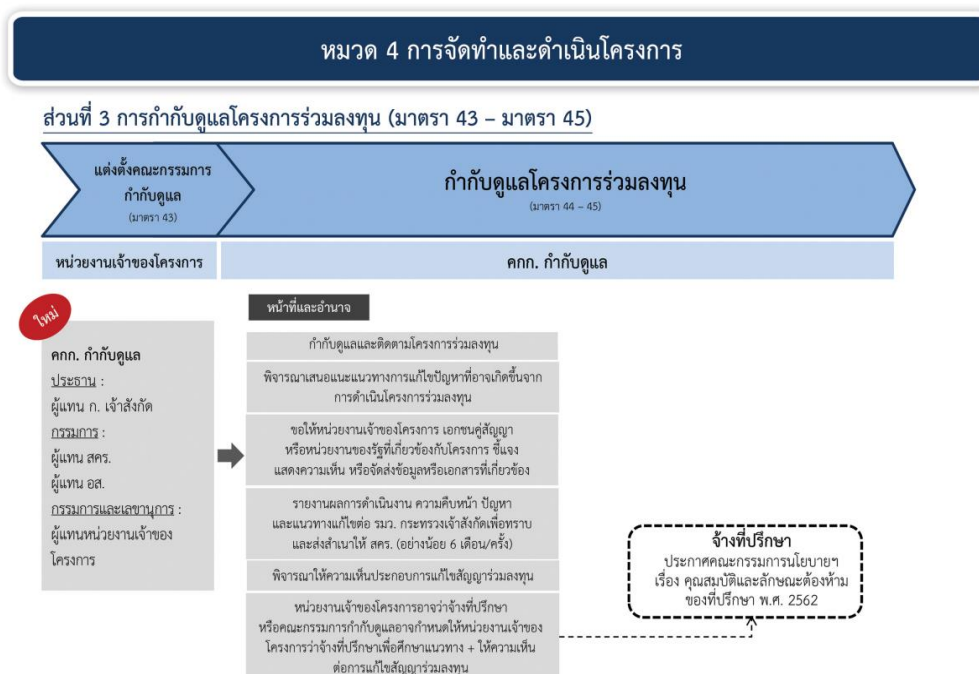 หมวด 4 การจัดทำและดำเนินโครงการ
ส่วนที่ 3 การกำกับดูแลโครงการร่วมลงทุน (มาตรา 43 – มาตรา 45)
แต่งตั้งคณะกรรมการ
กำกับดูแล
(มาตรา 43)
กำกับดูแลโครงการร่วมลงทุน
(มาตรา 44 – 45)
หน่วยงานเจ้าของโครงการ
คกก. กำกับดูแล
ใหม่
คกก. กำกับดูแล
ประธาน :
ผู้แทน ก. เจ้าสังกัด
กรรมการ :
ผู้แทน สคร.
ผู้แทน อส.
กรรมการและเลขานุการ :
ผู้แทนหน่วยงานเจ้าของ
โครงการ
หน้าที่และอำนาจ
กำกับดูแลและติดตามโครงการร่วมลงทุน
พิจารณาเสนอแนะแนวทางการแก้ไขปัญหาที่อาจเกิดขึ้นจาก
การดำเนินโครงการร่วมลงทุน
ขอให้หน่วยงานเจ้าของโครงการ เอกชนคู่สัญญา
หรือหน่วยงานของรัฐที่เกี่ยวข้องกับโครงการ ชี้แจง
แสดงความเห็น หรือจัดส่งข้อมูลหรือเอกสารที่เกี่ยวข้อง
รายงานผลการดำเนินงาน ความคืบหน้า ปัญหา
และแนวทางแก้ไขต่อ รมว. กระทรวงเจ้าสังกัดเพื่อทราบ
และส่งสำเนาให้ สคร. (อย่างน้อย 6 เดือน/ครั้ง)
พิจารณาให้ความเห็นประกอบการแก้ไขสัญญาร่วมลงทุน
หน่วยงานเจ้าของโครงการอาจว่าจ้างที่ปรึกษา
หรือคณะกรรมการกำกับดูแลอาจกำหนดให้หน่วยงานเจ้าของ
โครงการว่าจ้างที่ปรึกษาเพื่อศึกษาแนวทาง + ให้ความเห็น
ต่อการแก้ไขสัญญาร่วมลงทุน
จ้างที่ปรึกษา
ประกาศคณะกรรมการนโยบายฯ
เรื่อง คุณสมบัติและลักษณะต้องห้าม
ของที่ปรึกษา พ.ศ. 2562